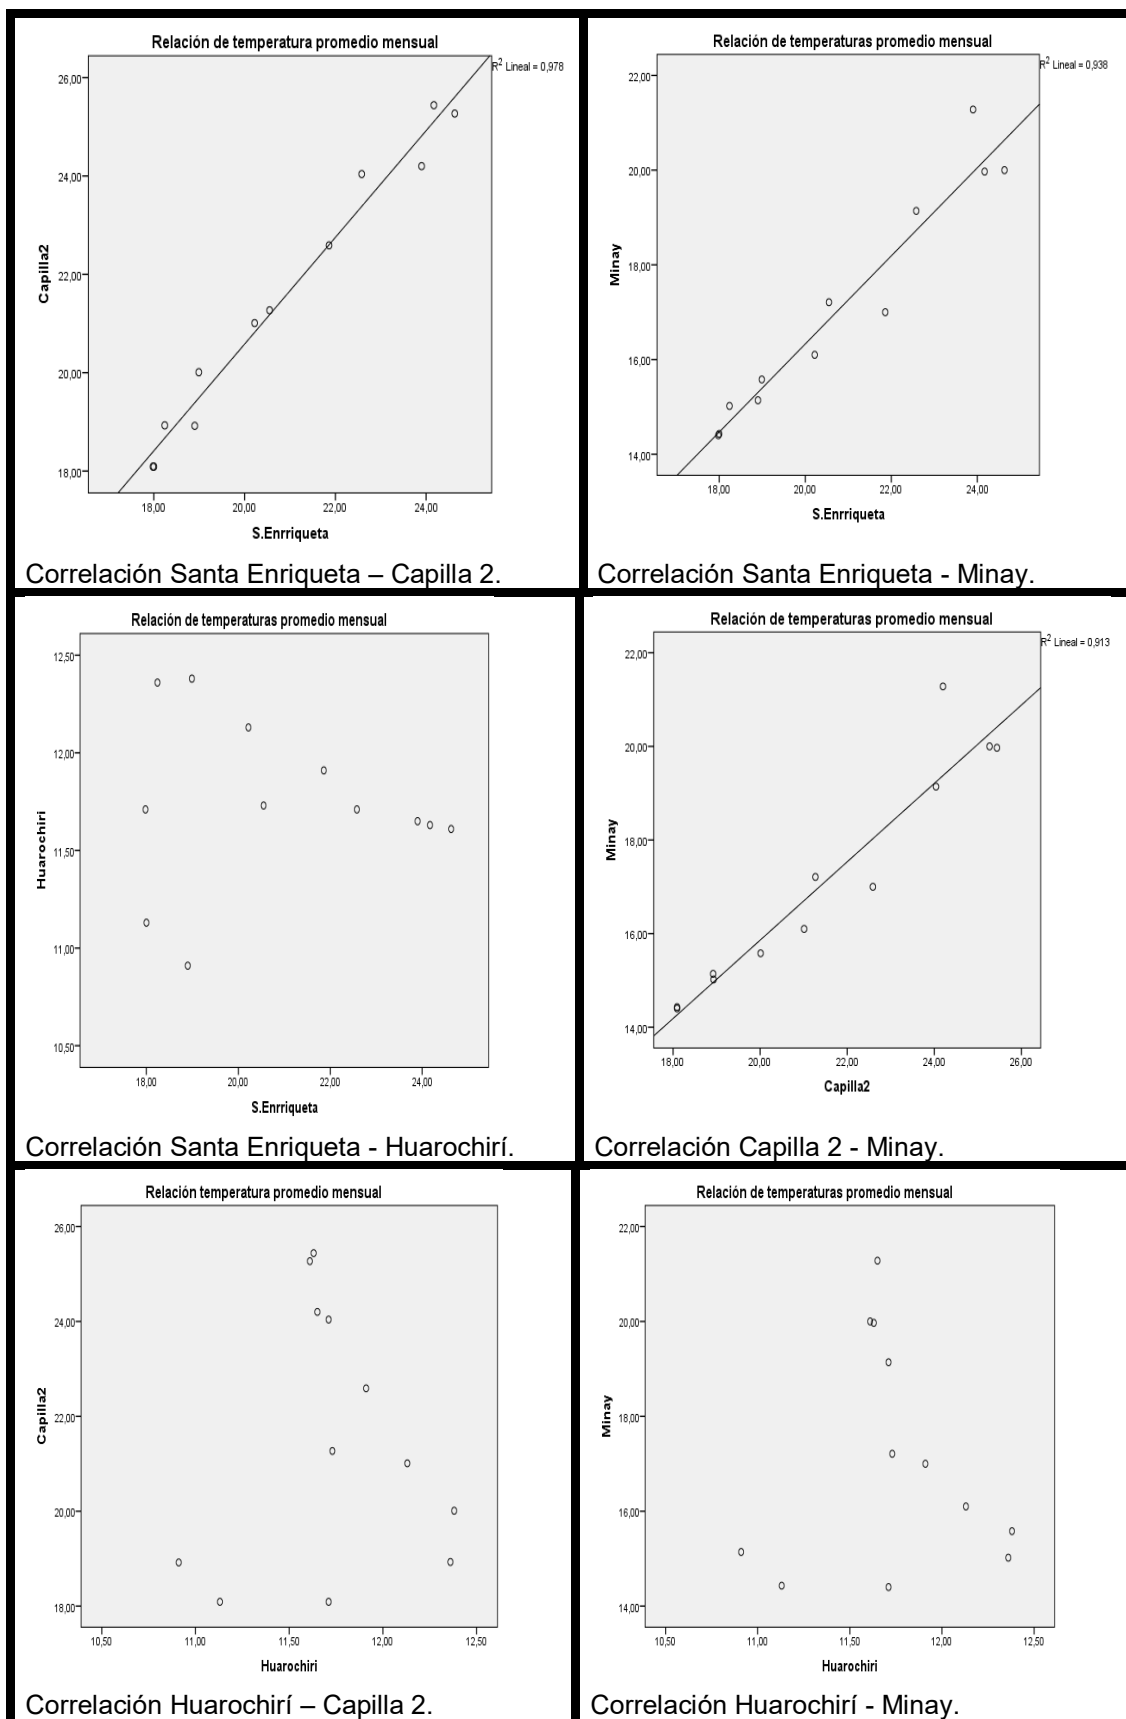 Relación de temperatura promedio mensual
R² Lineal = 0,978
26,00
24,00
22,00
20,00
18,00
Capilla2
18,00 20,00 22,00 24,00
S.Enrriqueta
Correlación Santa Enriqueta – Capilla 2.
Relación de temperaturas promedio mensual
R² Lineal = 0,938
22,00
20,00
18,00
16,00
14,00
Minay
18,00 20,00 22,00 24,00
S.Enrriqueta
Correlación Santa Enriqueta - Minay.
Relación de temperaturas promedio mensual
12,50
12,00
11,50
11,00
10,50
Huarochiri
18,00 20,00 22,00 24,00
S.Enrriqueta
Correlación Santa Enriqueta - Huarochirí.
Relación de temperaturas promedio mensual
R² Lineal = 0,913
22,00
20,00
18,00
16,00
14,00
Minay
18,00 20,00 22,00 24,00 26,00
Capilla2
Correlación Capilla 2 - Minay.
Relación temperatura promedio mensual
26,00
24,00
22,00
20,00
18,00
Capilla2
10,50 11,00 11,50 12,00 12,50
Huarochiri
Correlación Huarochirí – Capilla 2.
Relación de temperaturas promedio mensual
22,00
20,00
18,00
16,00
14,00
Minay
10,50 11,00 11,50 12,00 12,50
Huarochiri
Correlación Huarochirí - Minay.